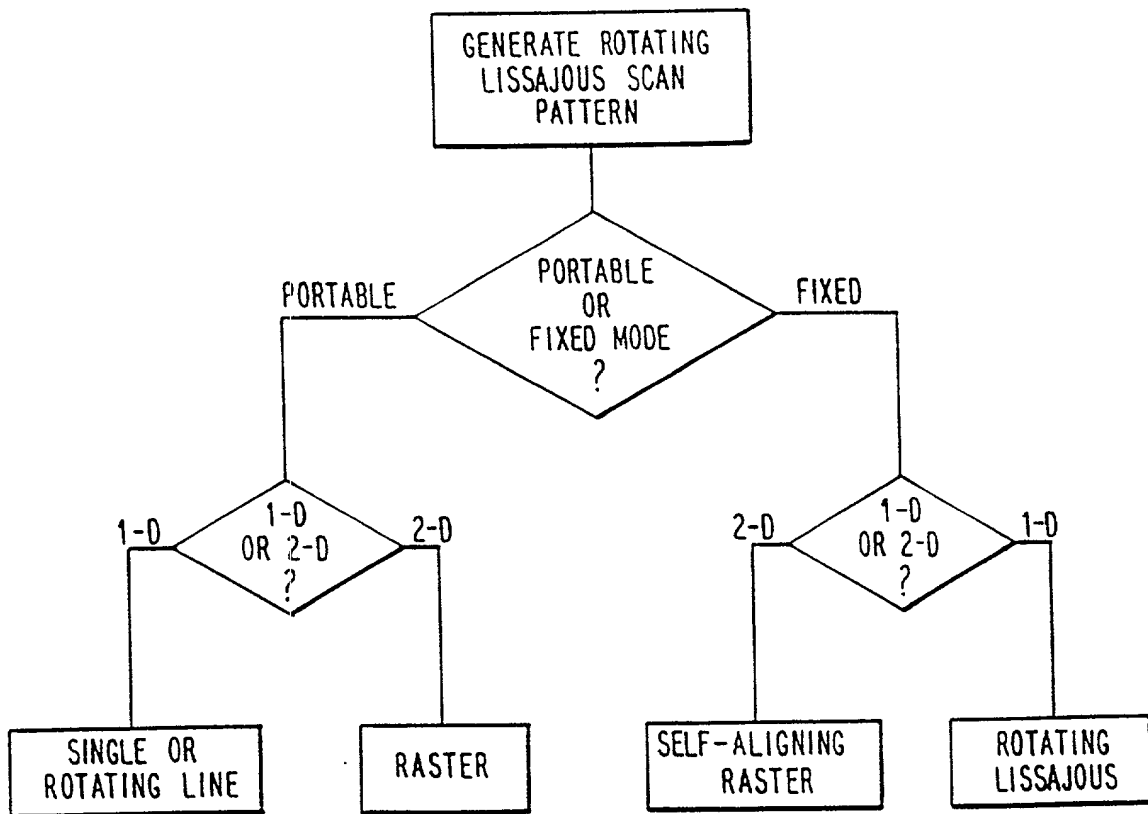 GENERATE ROTATING
LISSAJOUS SCAN
PATTERN
PORTABLE
OR
FIXED MODE
?
PORTABLE
FIXED
1-D
OR 2-D
?
1-D
2-D
1-D
OR 2-D
?
2-D
1-D
SINGLE OR
ROTATING LINE
RASTER
SELF-ALIGNING
RASTER
ROTATING
LISSAJOUS